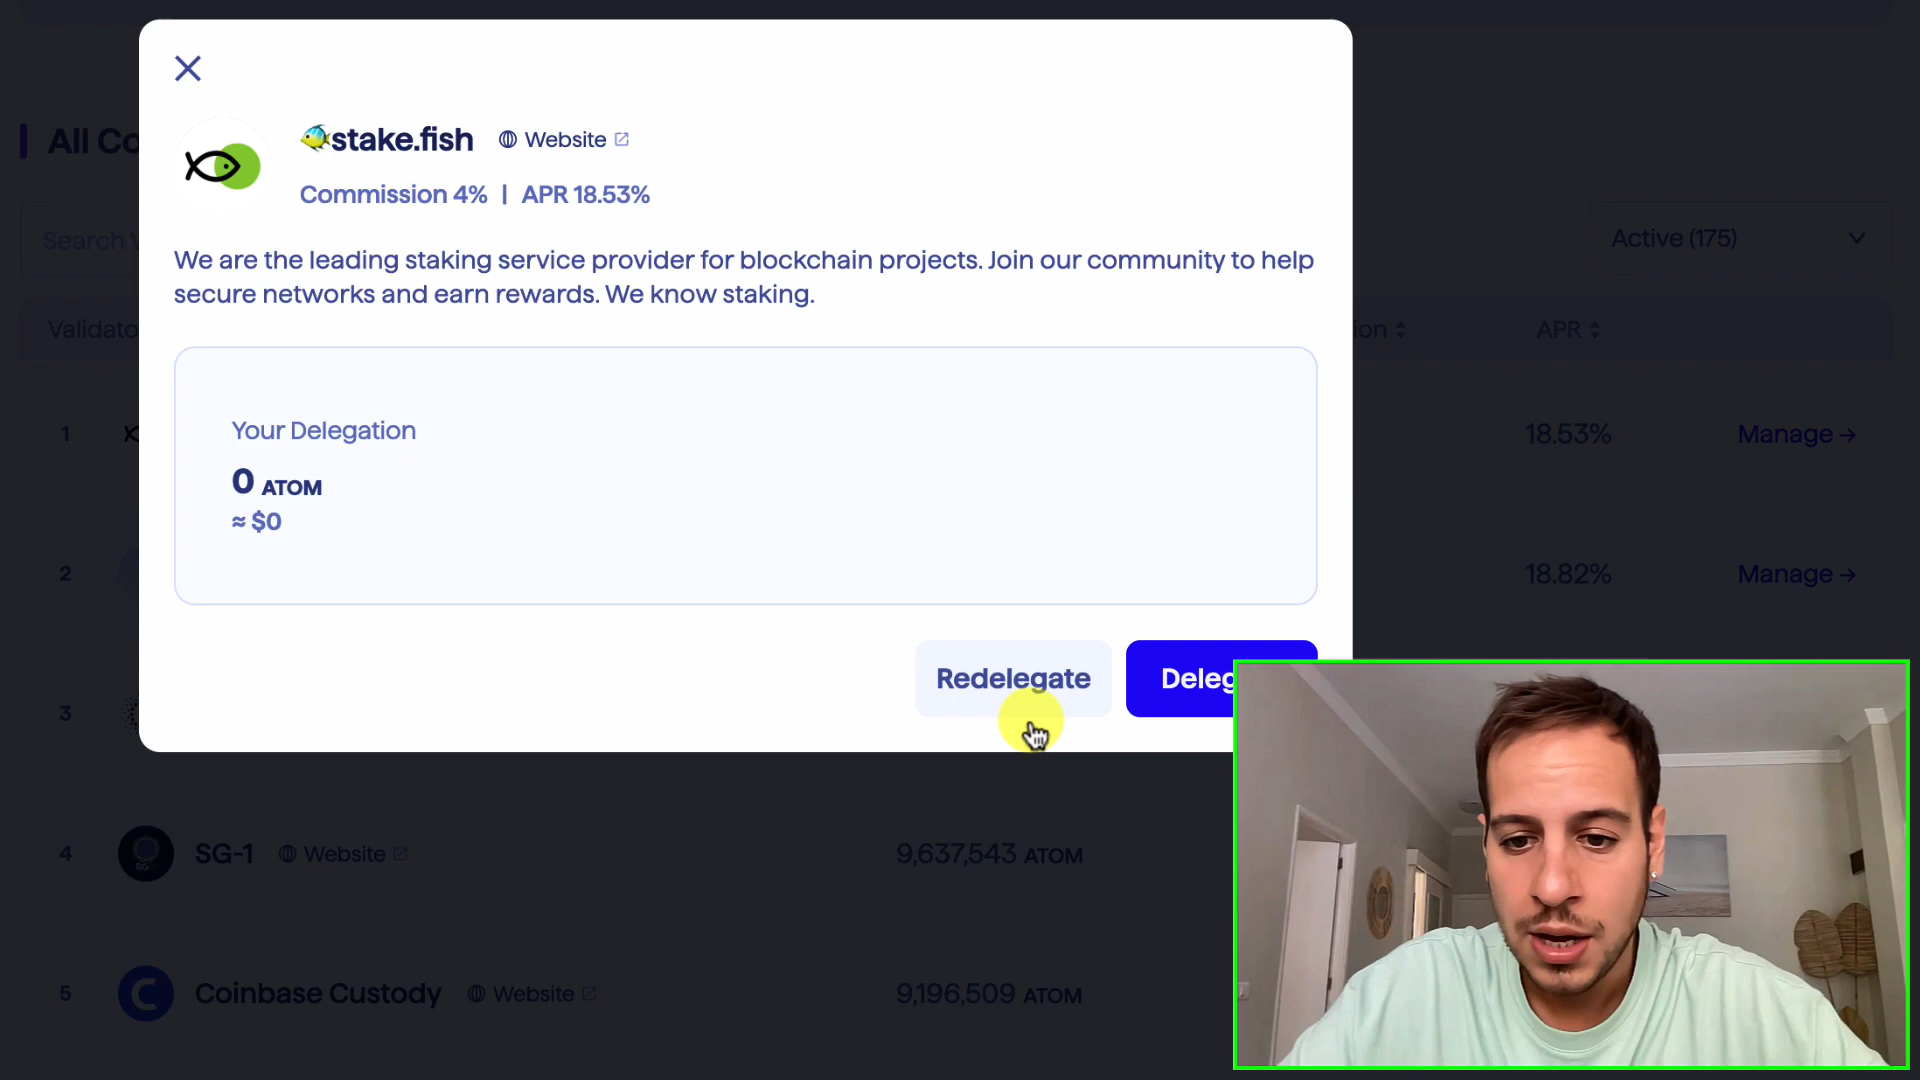 stake.fish Website
Commission 4% | APR 18.53%
We are the leading staking service provider for blockchain projects. Join our community to help
secure networks and earn rewards. We know staking.
Your Delegation
0 ATOM
≈ $0
Redelegate Deleg
All Co
Search V
Active (175)
Validato
ion APR
1 18.53% Manage →
2 18.82% Manage →
3
4 SG-1 Website 9,637,543 ATOM
5 Coinbase Custody Website 9,196,509 ATOM